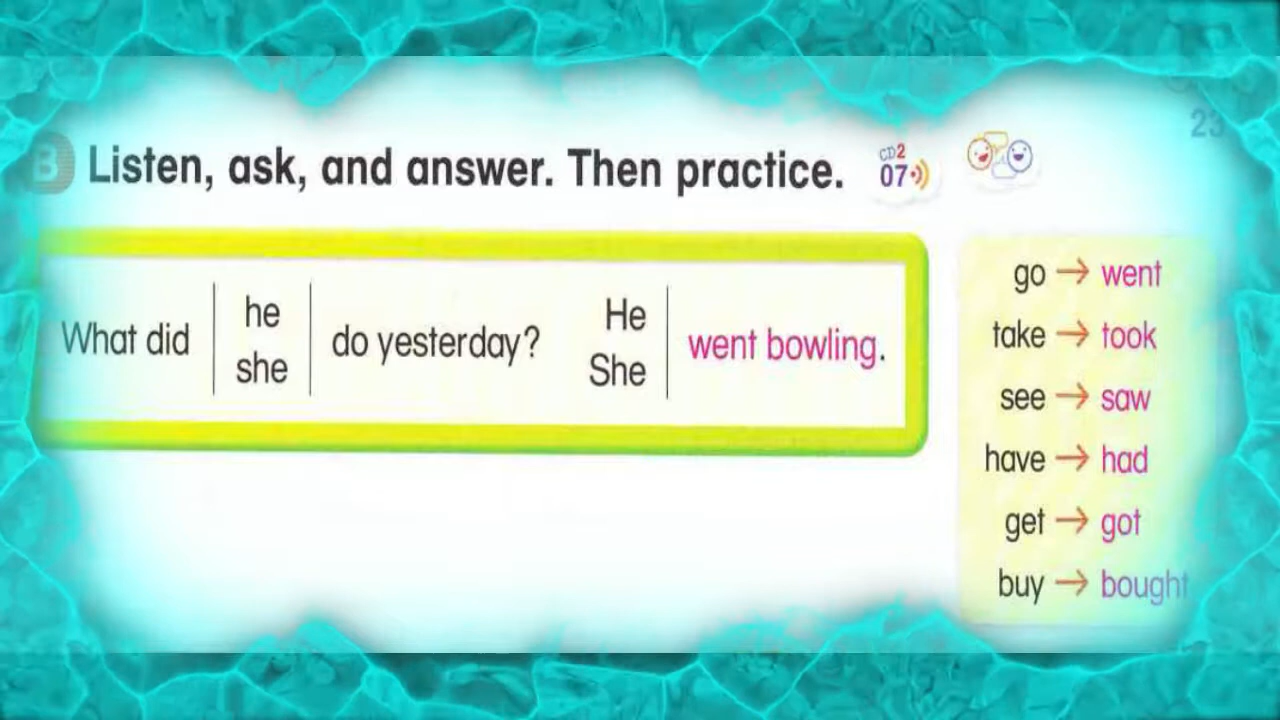 23
B Listen, ask, and answer. Then practice. CD2 07
What did | he she | do yesterday? He She | went bowling.
go → went
take → took
see → saw
have → had
get → got
buy → bought